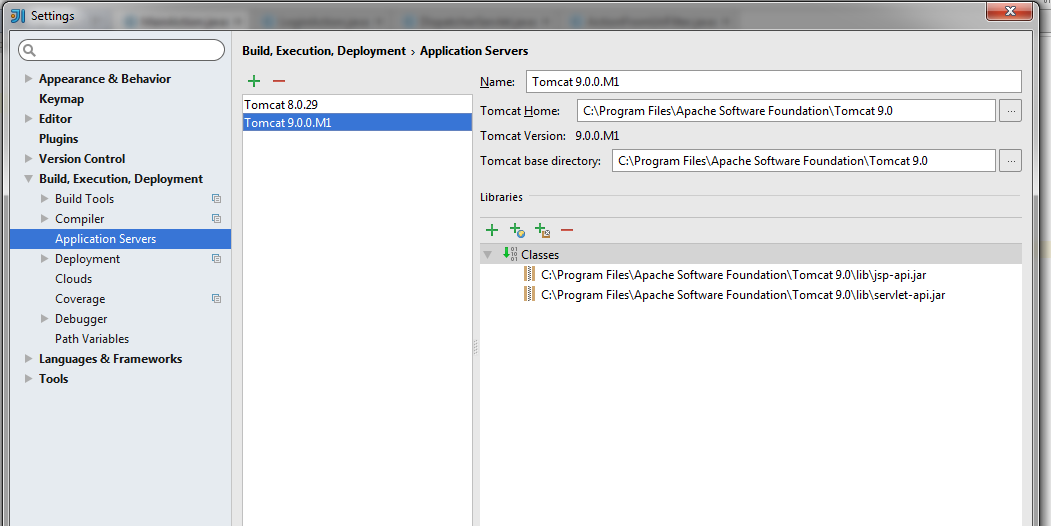 Settings
Build, Execution, Deployment › Application Servers
Appearance & Behavior
Keymap
Editor
Plugins
Version Control
Build, Execution, Deployment
Build Tools
Compiler
Application Servers
Deployment
Clouds
Coverage
Debugger
Path Variables
Languages & Frameworks
Tools
Tomcat 8.0.29
Tomcat 9.0.0.M1
Name: Tomcat 9.0.0.M1
Tomcat Home: C:\Program Files\Apache Software Foundation\Tomcat 9.0 ...
Tomcat Version: 9.0.0.M1
Tomcat base directory: C:\Program Files\Apache Software Foundation\Tomcat 9.0 ...
Libraries
Classes
C:\Program Files\Apache Software Foundation\Tomcat 9.0\lib\jsp-api.jar
C:\Program Files\Apache Software Foundation\Tomcat 9.0\lib\servlet-api.jar